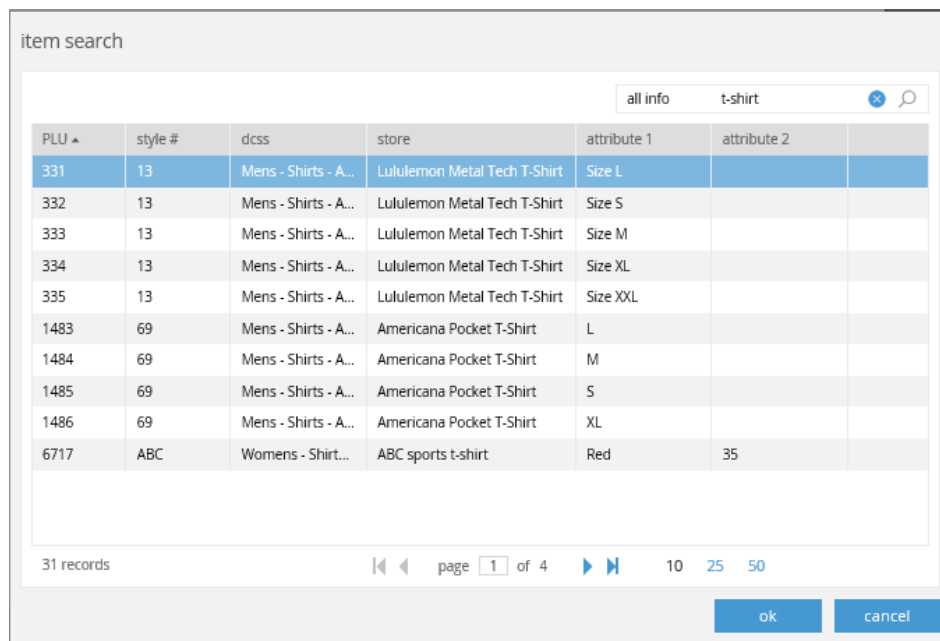 item search
all info t-shirt
PLU style # dcss store attribute 1 attribute 2
331 13 Mens - Shirts - A... Lululemon Metal Tech T-Shirt Size L
332 13 Mens - Shirts - A... Lululemon Metal Tech T-Shirt Size S
333 13 Mens - Shirts - A... Lululemon Metal Tech T-Shirt Size M
334 13 Mens - Shirts - A... Lululemon Metal Tech T-Shirt Size XL
335 13 Mens - Shirts - A... Lululemon Metal Tech T-Shirt Size XXL
1483 69 Mens - Shirts - A... Americana Pocket T-Shirt L
1484 69 Mens - Shirts - A... Americana Pocket T-Shirt M
1485 69 Mens - Shirts - A... Americana Pocket T-Shirt S
1486 69 Mens - Shirts - A... Americana Pocket T-Shirt XL
6717 ABC Womens - Shirt... ABC sports t-shirt Red 35
31 records page 1 of 4 10 25 50
ok cancel